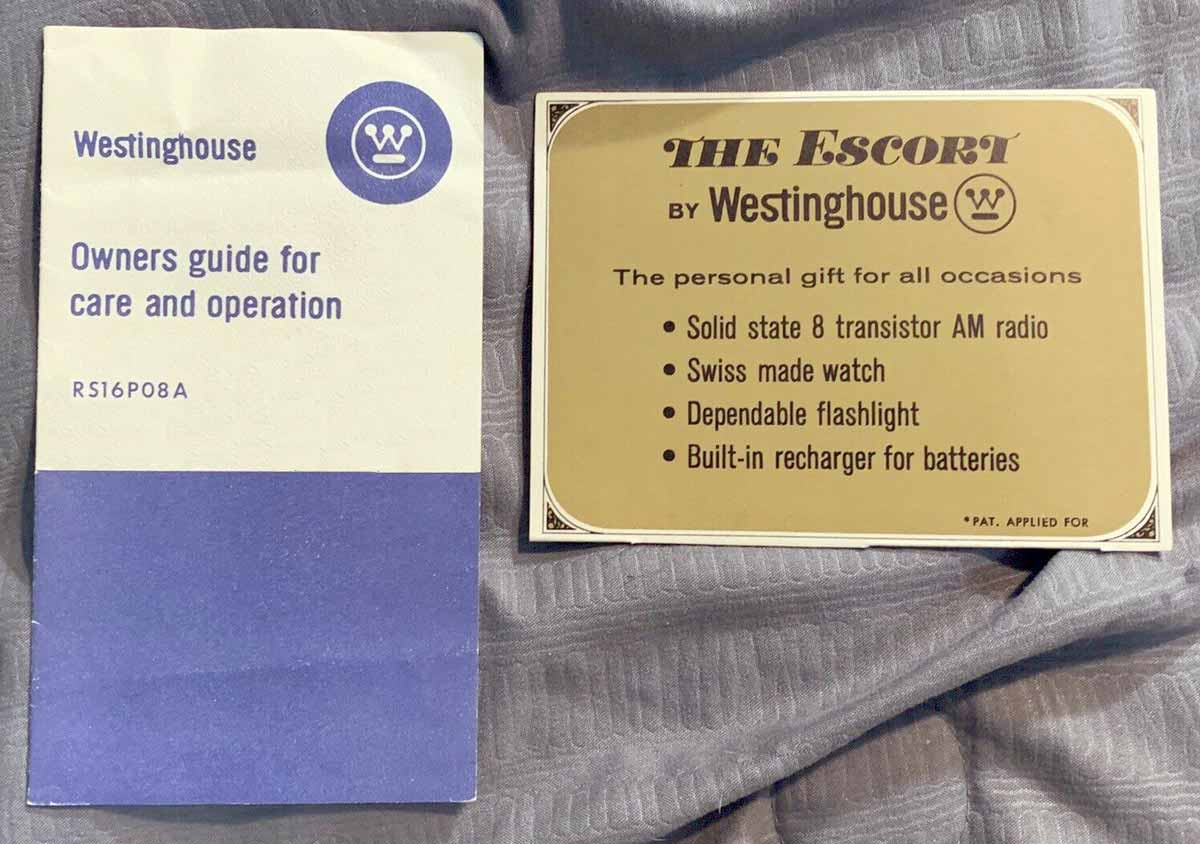 Westinghouse
Owners guide for
care and operation
RS16P08A
THE ESCORT
BY Westinghouse
The personal gift for all occasions
• Solid state 8 transistor AM radio
• Swiss made watch
• Dependable flashlight
• Built-in recharger for batteries
*PAT. APPLIED FOR